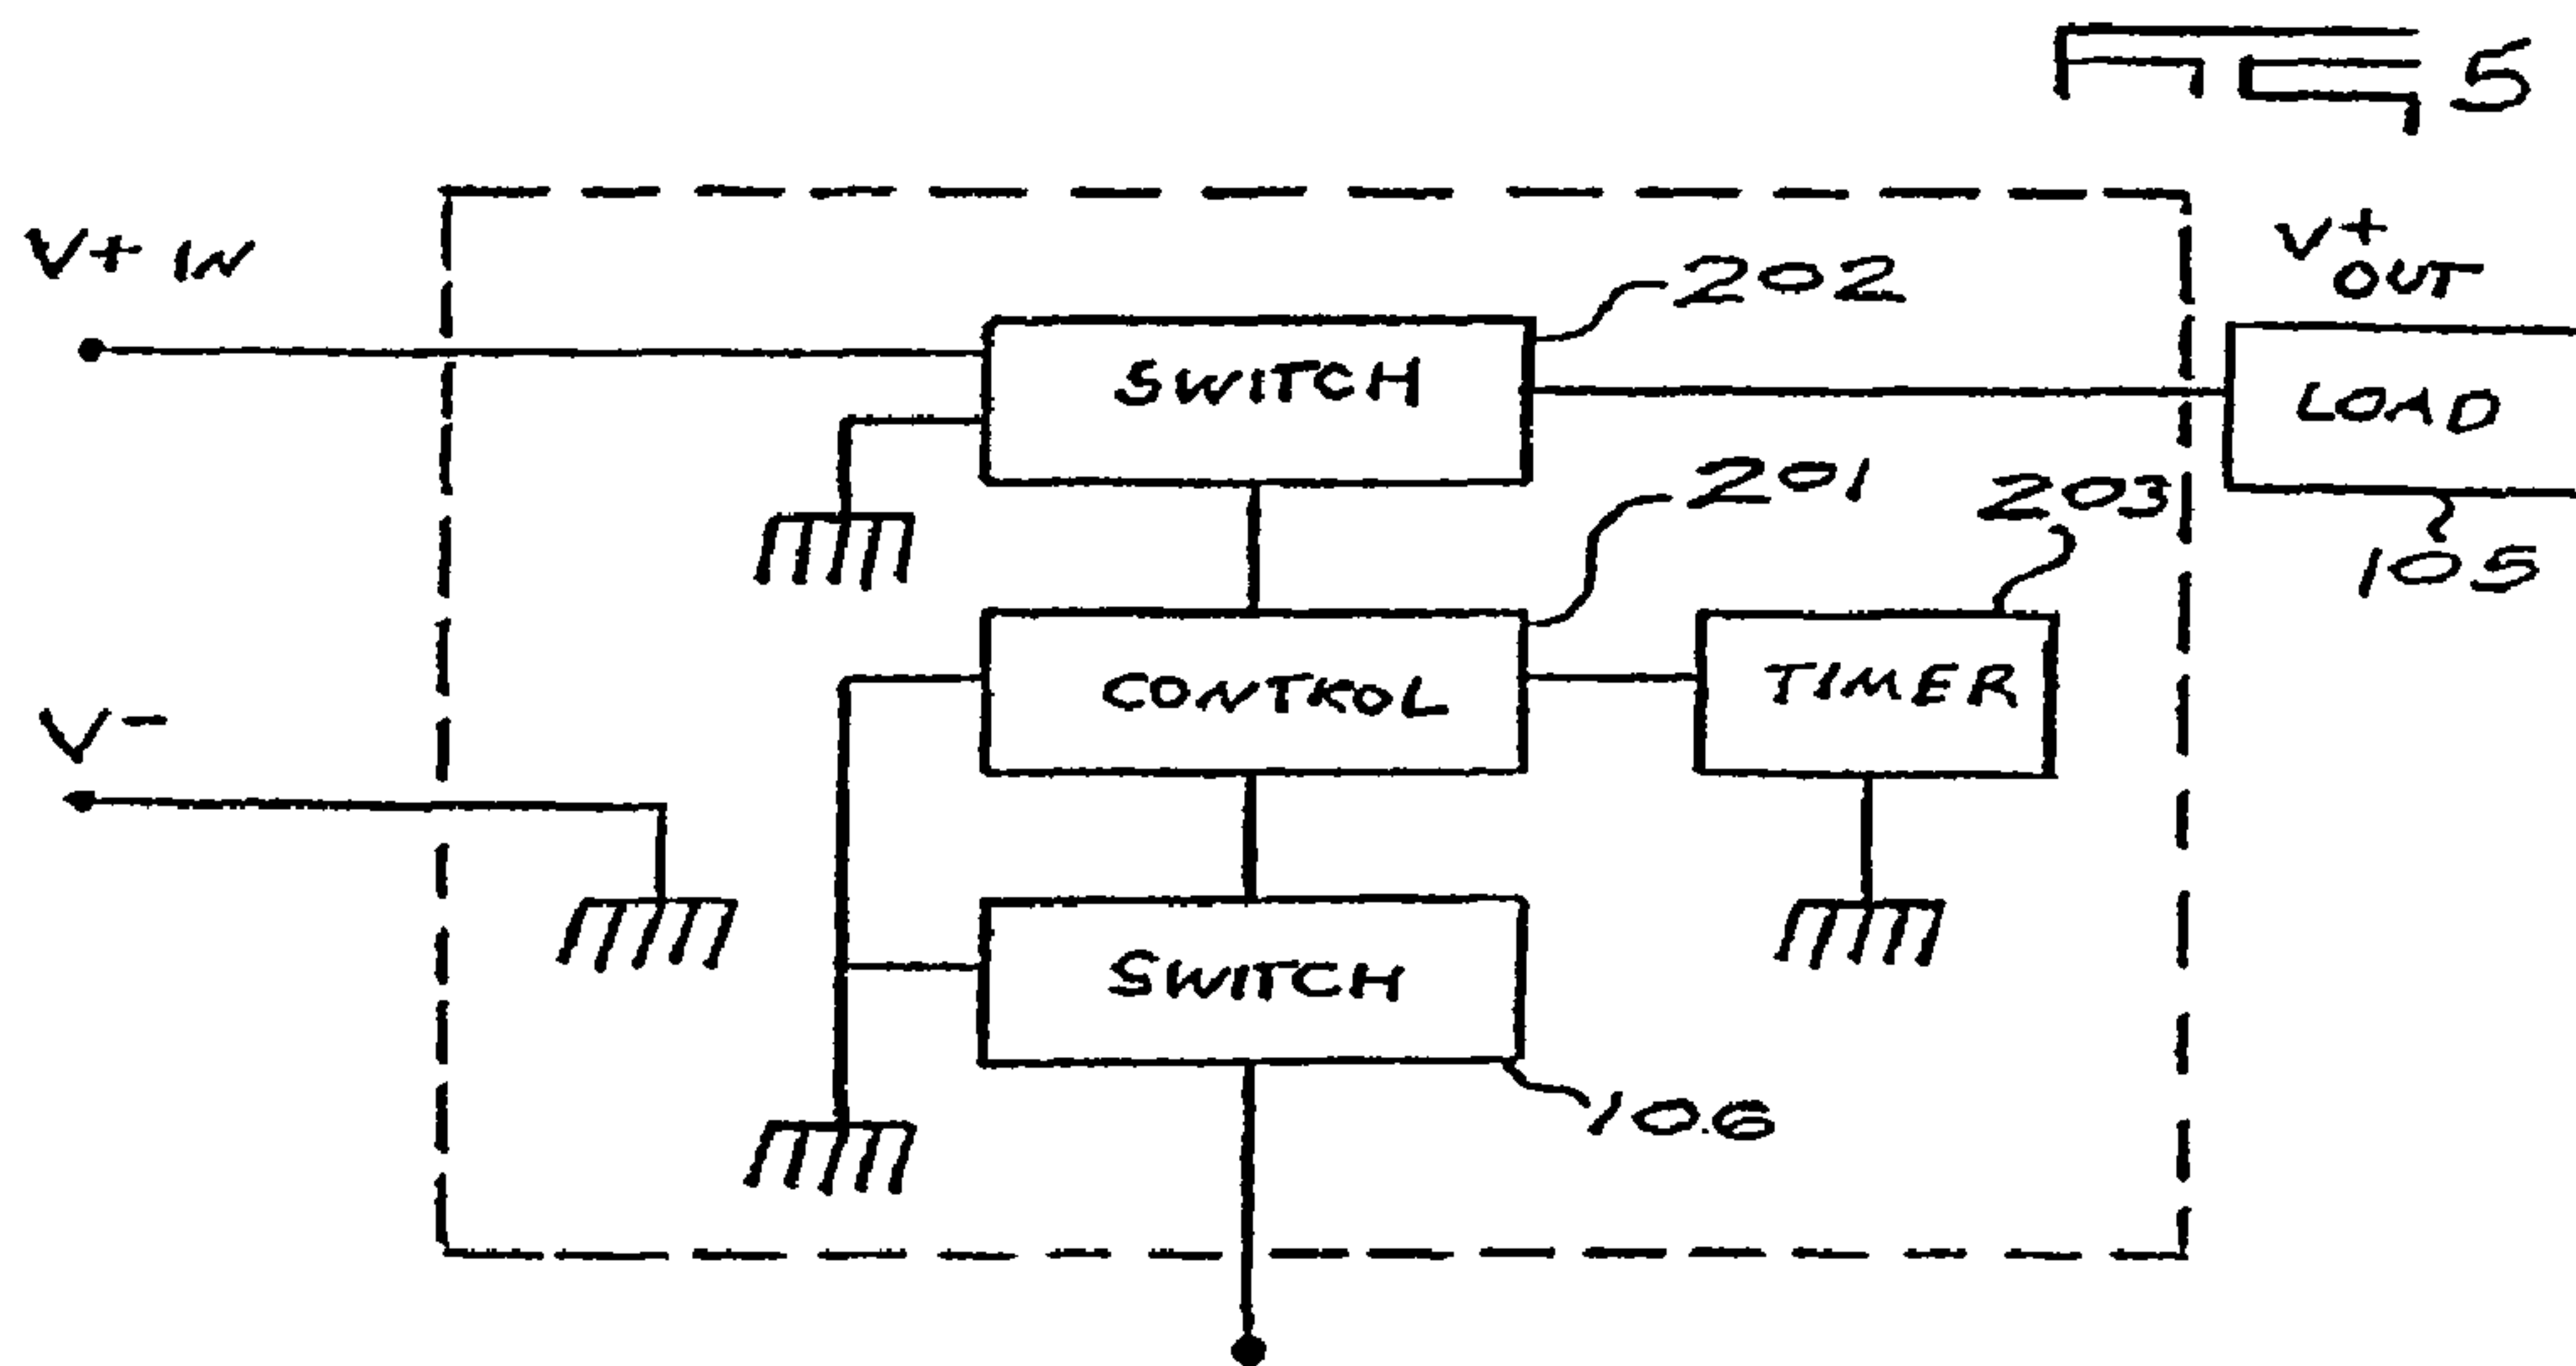 FIG 5
V+ IN
202
V+
OUT
SWITCH
LOAD
201
203
105
CONTROL
TIMER
V-
SWITCH
106